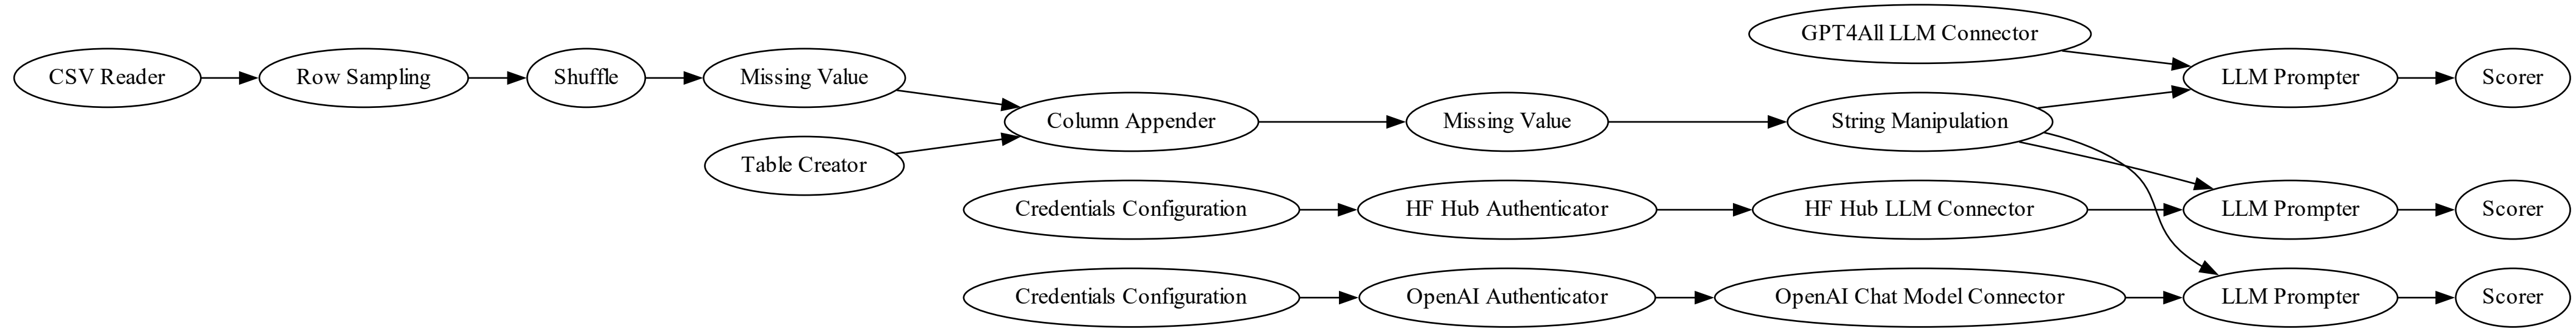 GPT4All LLM Connector
CSV Reader
Row Sampling
Shuffle
Missing Value
LLM Prompter
Scorer
Column Appender
Missing Value
String Manipulation
Table Creator
Credentials Configuration
HF Hub Authenticator
HF Hub LLM Connector
LLM Prompter
Scorer
Credentials Configuration
OpenAI Authenticator
OpenAI Chat Model Connector
LLM Prompter
Scorer